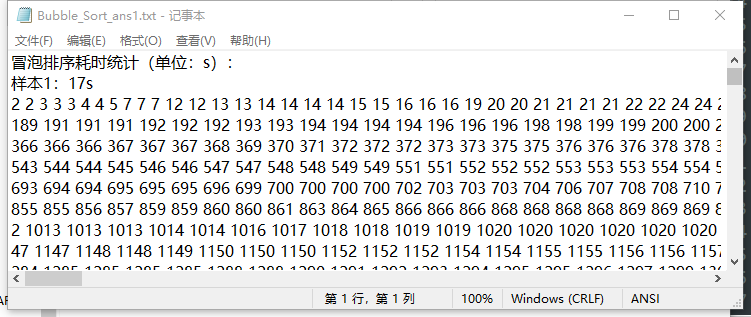 Bubble_Sort_ans1.txt - 记事本
文件(F) 编辑(E) 格式(O) 查看(V) 帮助(H)
冒泡排序耗时统计（单位：s）：
样本1：17s
2 2 3 3 3 4 4 5 7 7 7 12 12 13 13 14 14 14 14 15 15 16 16 16 19 20 20 21 21 21 21 22 22 24 24
189 191 191 191 192 192 192 193 193 194 194 194 194 196 196 196 198 198 199 199 200 200
366 366 366 367 367 367 368 369 370 371 372 372 372 373 373 375 375 376 376 376 378 378
543 544 544 545 546 546 547 547 548 548 549 549 551 551 552 552 552 553 553 553 554 554
693 694 694 695 695 695 696 699 700 700 700 700 702 703 703 703 704 706 707 708 708 710
855 855 856 857 859 859 860 860 861 863 864 865 866 866 866 868 868 868 868 869 869 869
2 1013 1013 1013 1014 1014 1016 1017 1018 1018 1019 1019 1020 1020 1020 1020 1020
47 1147 1148 1148 1149 1150 1150 1150 1152 1152 1152 1154 1154 1155 1155 1156 1156 1157
第 1 行，第 1 列 100% Windows (CRLF) ANSI